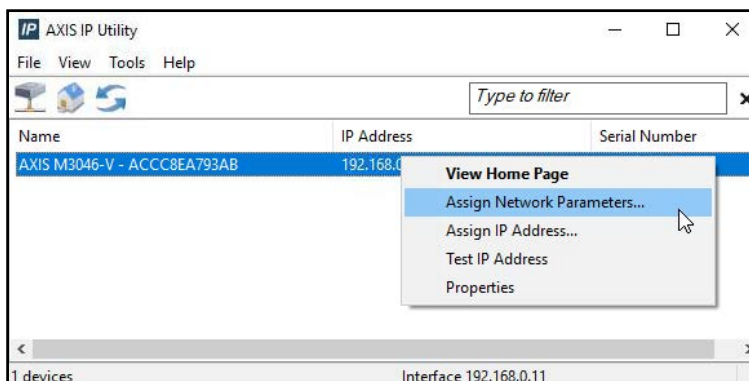 IP AXIS IP Utility
File View Tools Help
Type to filter
Name IP Address Serial Number
AXIS M3046-V - ACCC8EA793AB 192.168.0
View Home Page
Assign Network Parameters...
Assign IP Address...
Test IP Address
Properties
1 devices Interface 192.168.0.11